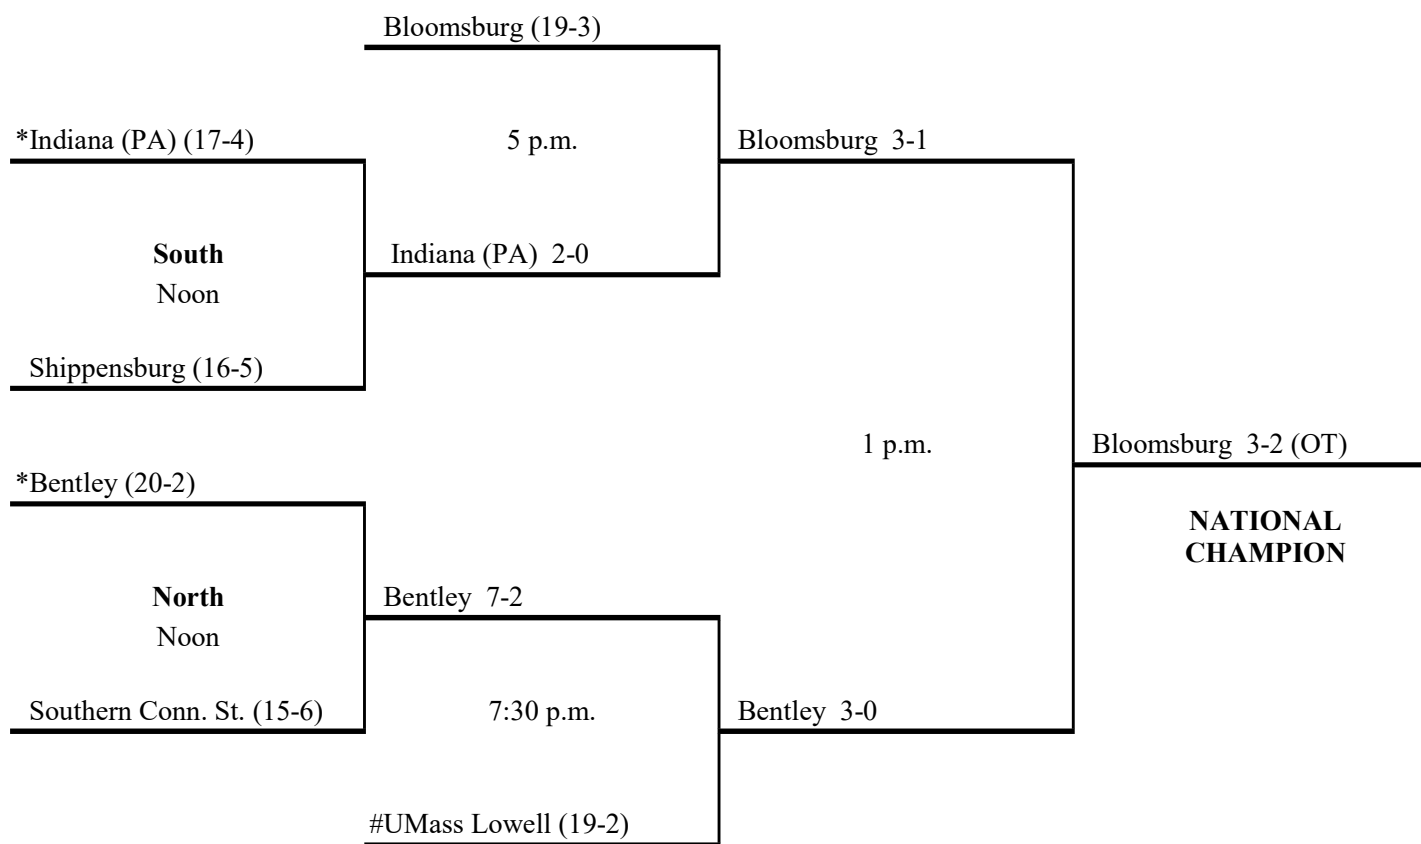 Bloomsburg (19-3)
*Indiana (PA) (17-4)
5 p.m.
Bloomsburg 3-1
South
Noon
Indiana (PA) 2-0
Shippensburg (16-5)
1 p.m.
Bloomsburg 3-2 (OT)
*Bentley (20-2)
NATIONAL
CHAMPION
North
Noon
Bentley 7-2
Southern Conn. St. (15-6)
7:30 p.m.
Bentley 3-0
#UMass Lowell (19-2)